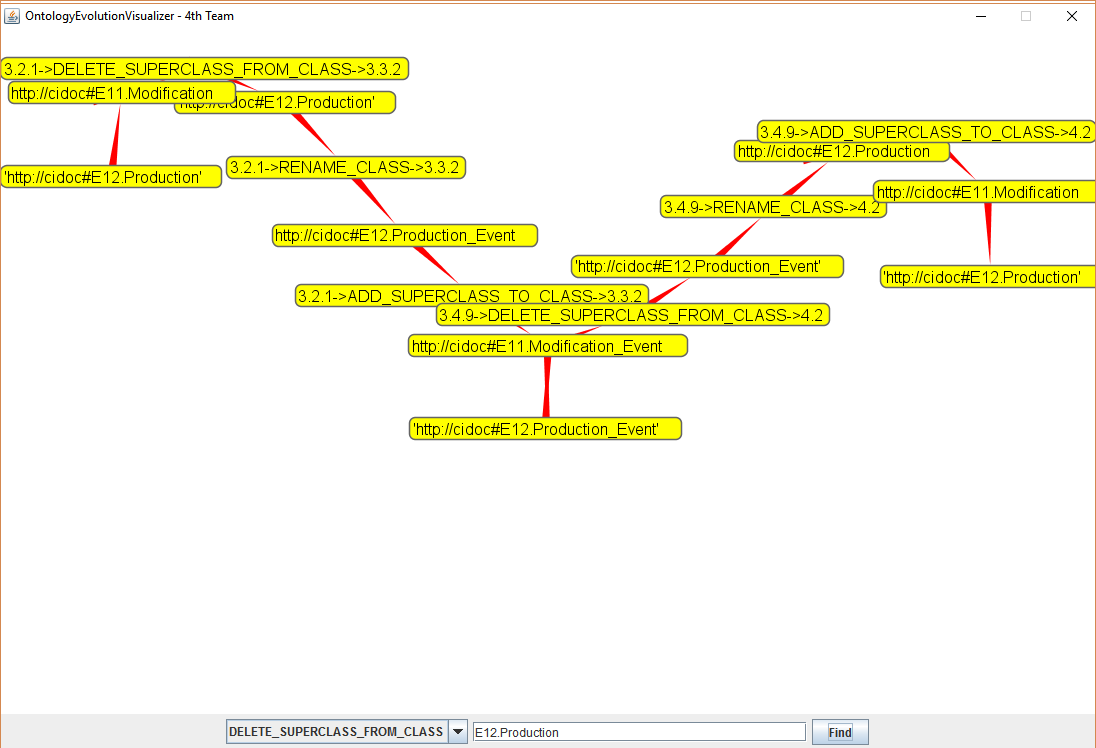 OntologyEvolutionVisualizer - 4th Team
3.2.1->DELETE_SUPERCLASS_FROM_CLASS->3.3.2
http://cidoc#E11.Modification
http://cidoc#E12.Production'
3.4.9->ADD_SUPERCLASS_TO_CLASS->4.2
http://cidoc#E12.Production
3.2.1->RENAME_CLASS->3.3.2
'http://cidoc#E12.Production'
http://cidoc#E11.Modification
3.4.9->RENAME_CLASS->4.2
http://cidoc#E12.Production_Event
'http://cidoc#E12.Production_Event'
'http://cidoc#E12.Production'
3.2.1->ADD_SUPERCLASS_TO_CLASS->3.3.2
3.4.9->DELETE_SUPERCLASS_FROM_CLASS->4.2
http://cidoc#E11.Modification_Event
'http://cidoc#E12.Production_Event'
DELETE_SUPERCLASS_FROM_CLASS
E12.Production
Find